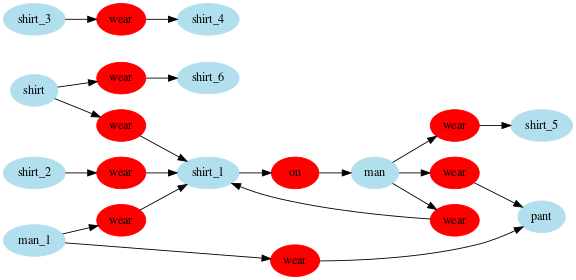 shirt_3 wear shirt_4
wear shirt_6
shirt
wear wear shirt_5
shirt_2 wear shirt_1 on man wear
wear wear pant
man_1
wear